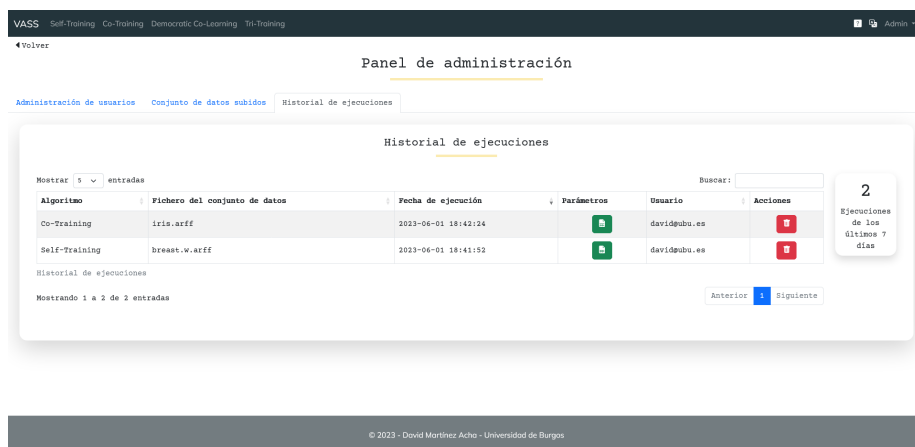 VASS Self-Training Co-Training Democratic Co-Learning Tri-Training Admin
Volver
Panel de administración
Administración de usuarios Conjunto de datos subidos Historial de ejecuciones
Historial de ejecuciones
Mostrar 5 entradas Buscar:
Algoritmo Fichero del conjunto de datos Fecha de ejecución Parámetros Usuario Acciones
Co-Training iris.arff 2023-06-01 18:42:24 david@ubu.es
Self-Training breast.w.arff 2023-06-01 18:41:52 david@ubu.es
Historial de ejecuciones
Mostrando 1 a 2 de 2 entradas
Anterior 1 Siguiente
2
Ejecuciones
de los
últimos 7
días
© 2023 - David Martínez Acha - Universidad de Burgos